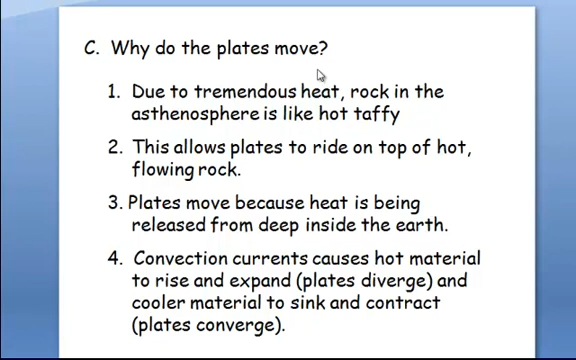 C. Why do the plates move?
1. Due to tremendous heat, rock in the
asthenosphere is like hot taffy
2. This allows plates to ride on top of hot,
flowing rock.
3. Plates move because heat is being
released from deep inside the earth.
4. Convection currents causes hot material
to rise and expand (plates diverge) and
cooler material to sink and contract
(plates converge).